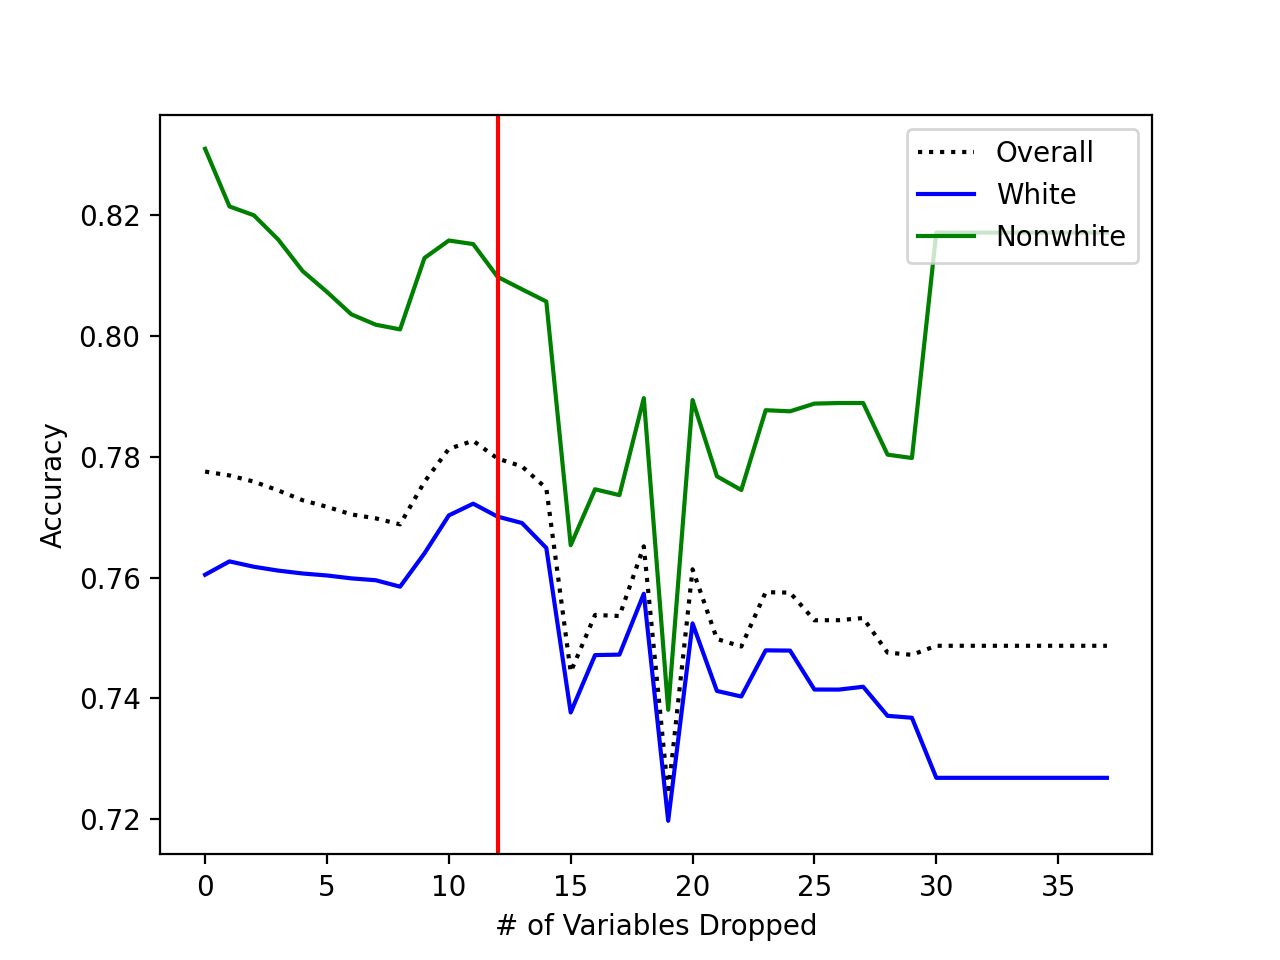 Overall
White
Nonwhite
0.82
0.80
0.78
0.76
0.74
0.72
Accuracy
0 5 10 15 20 25 30 35
# of Variables Dropped